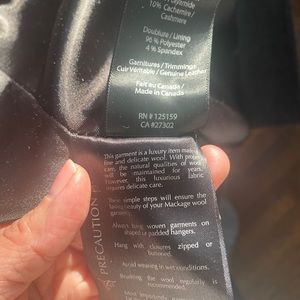 10% Cachemire /
Cashmere
Doublure / Lining
96 % Polyester
4 % Spandex
Garnitures / Trimmings
Cuir Véritable / Genuine Leather
Fait au Canada /
Made in Canada
RN # 125159
CA #27302
PRECAUTION
This garment is a luxury item made
fine and delicate wool. With proper
care, the natural qualities of wool
can be maintained for years.
However this luxurious fabric
requires delicate care.
These simple steps will ensure the
lasting beauty of your Mackage wool
garment.
Always hang woven garments on
shaped or padded hangers.
Hang with closures zipped or
buttoned.
Avoid wearing in wet conditions.
Brushing the wool regularly is
recommended.